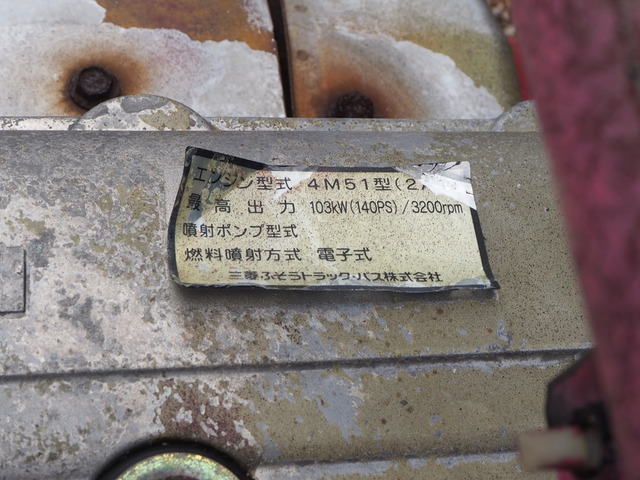 エンジン型式 4M51型(2
最高出力 103kW(140PS)/3200rpm
噴射ポンプ型式
燃料噴射方式 電子式
三菱ふそうトラック・バス株式会社